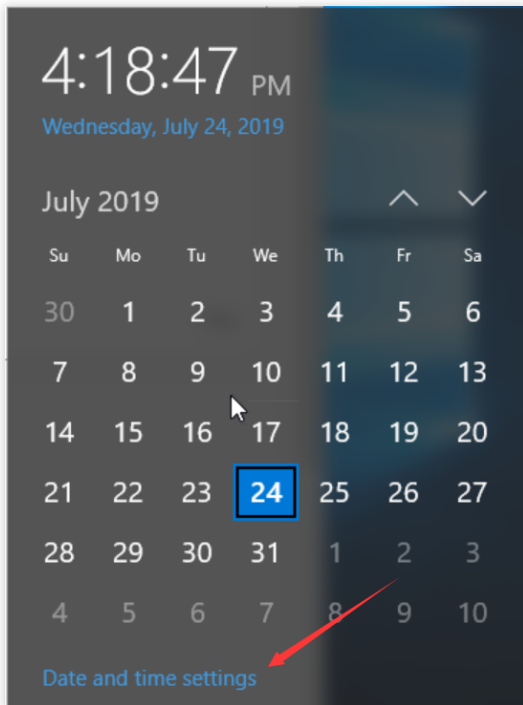 4:18:47 PM
Wednesday, July 24, 2019
July 2019
Su Mo Tu We Th Fr Sa
30 1 2 3 4 5 6
7 8 9 10 11 12 13
14 15 16 17 18 19 20
21 22 23 24 25 26 27
28 29 30 31 1 2 3
4 5 6 7 8 9 10
Date and time settings